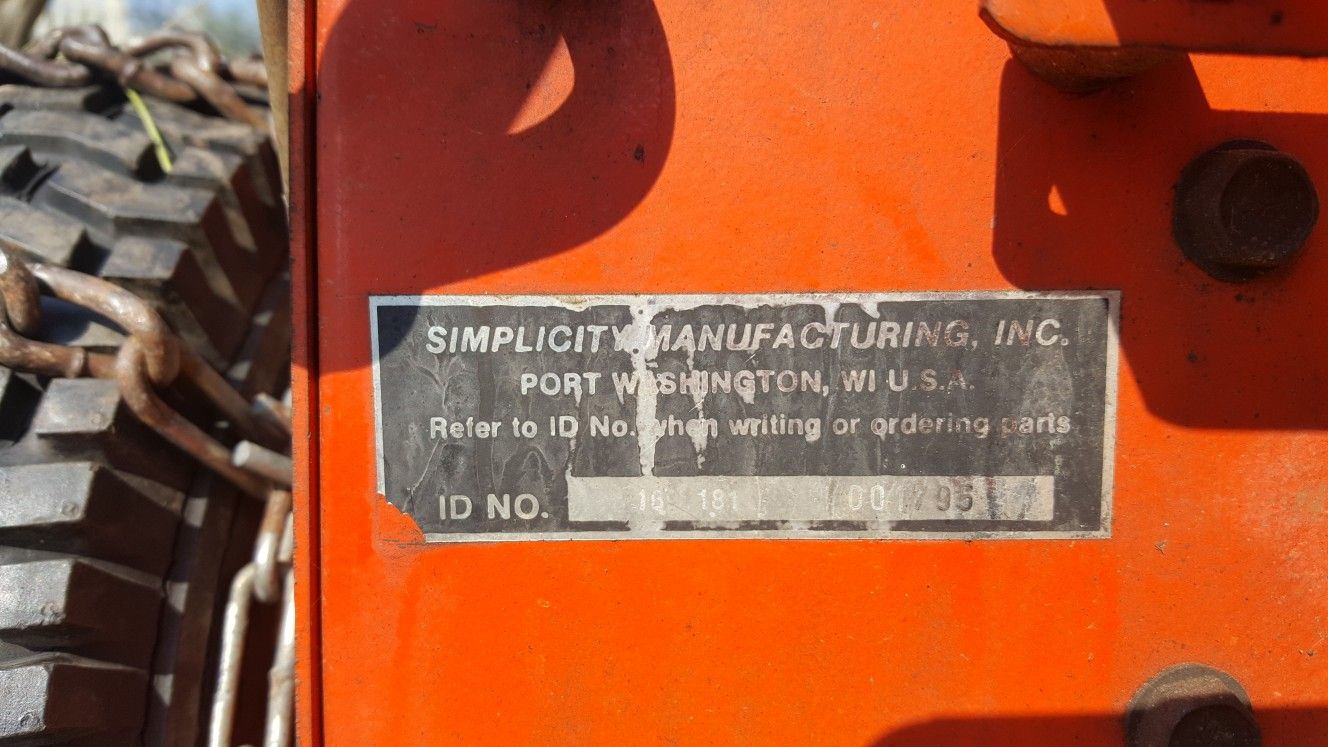 SIMPLICITY MANUFACTURING, INC.
PORT WASHINGTON, WI U.S.A.
Refer to ID No. when writing or ordering parts
ID NO.